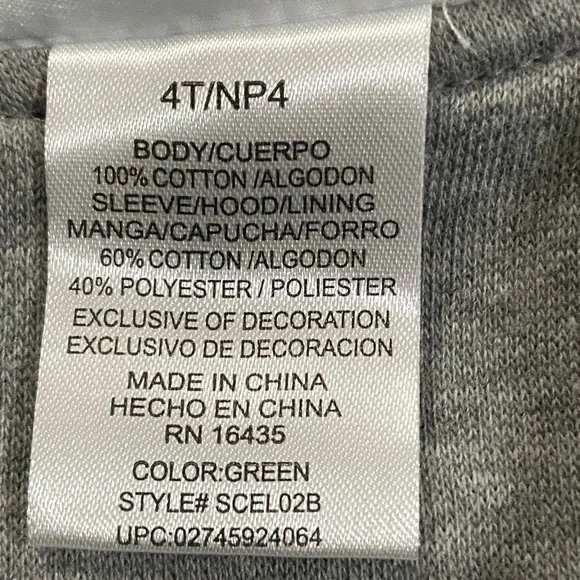 4T/NP4
BODY/CUERPO
100% COTTON /ALGODON
SLEEVE/HOOD/LINING
MANGA/CAPUCHA/FORRO
60% COTTON /ALGODON
40% POLYESTER / POLIESTER
EXCLUSIVE OF DECORATION
EXCLUSIVO DE DECORACION
MADE IN CHINA
HECHO EN CHINA
RN 16435
COLOR:GREEN
STYLE# SCEL02B
UPC:02745924064